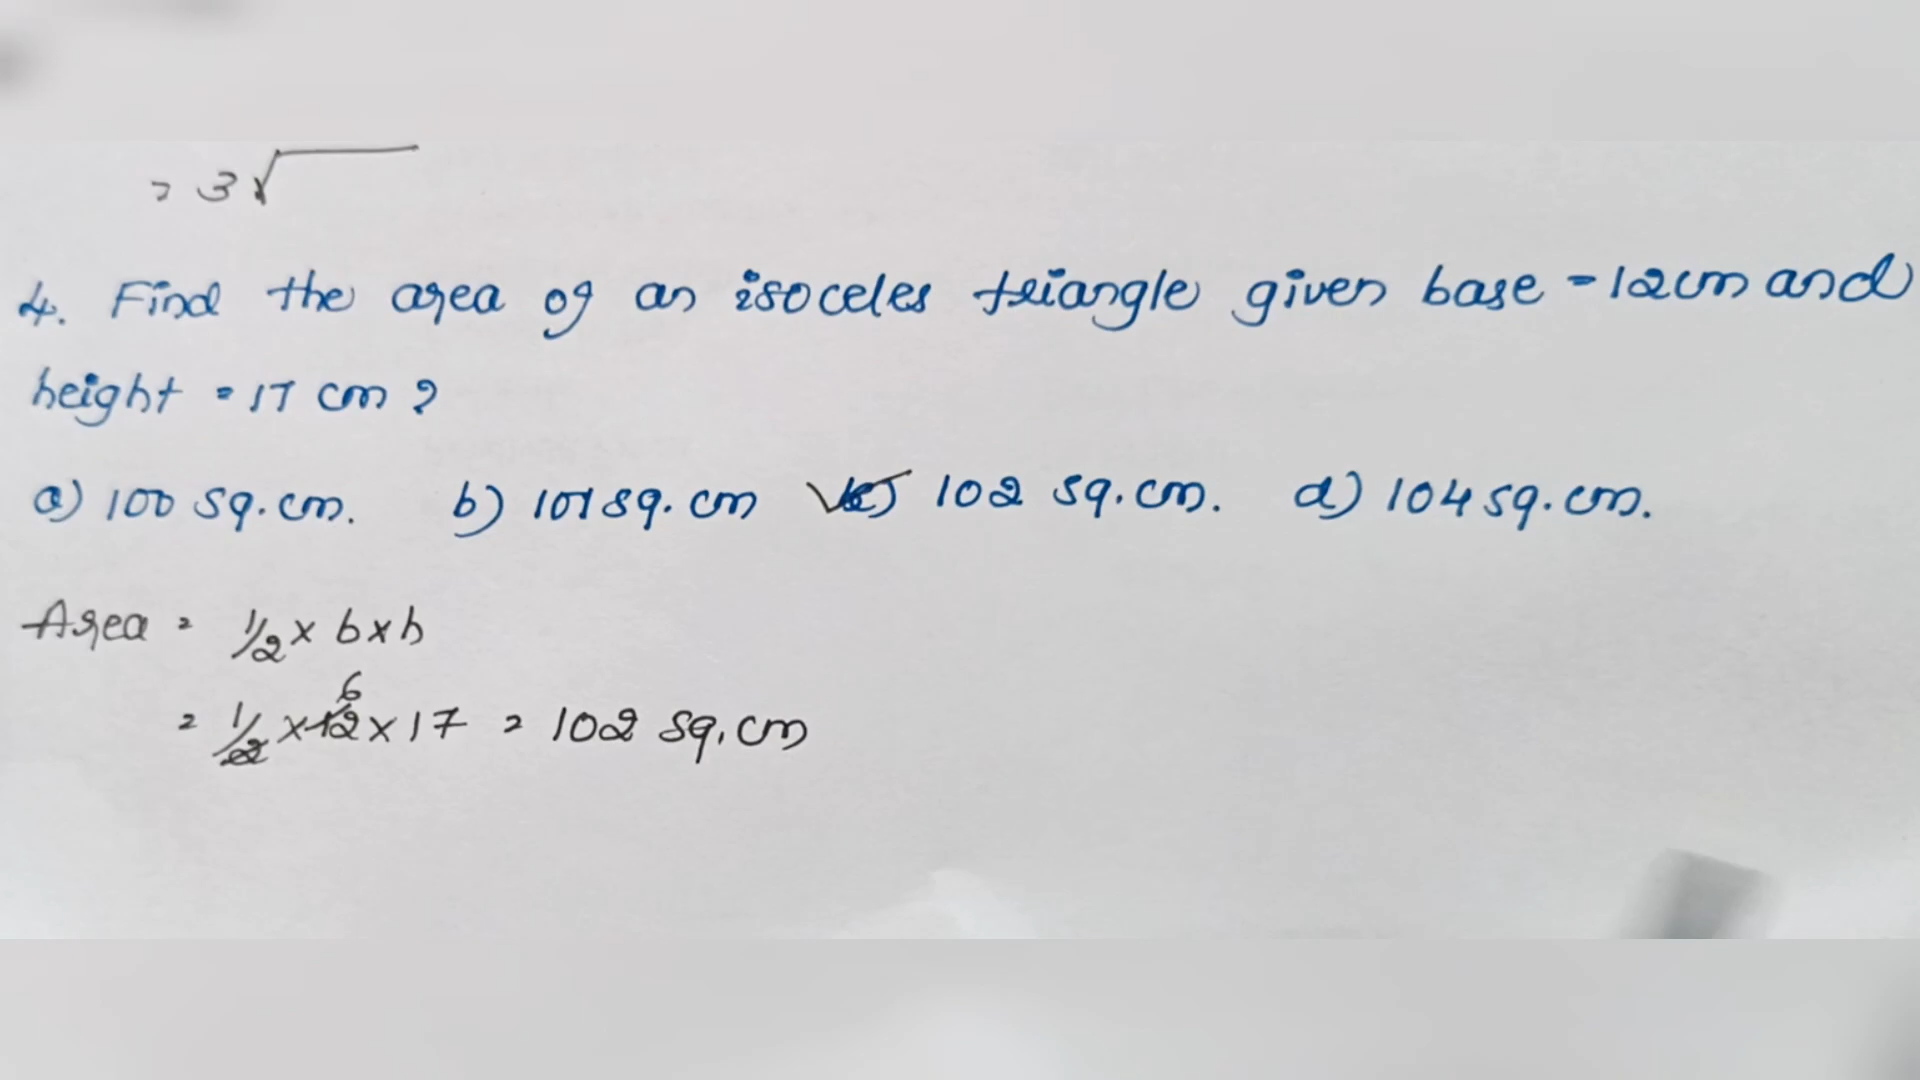 = 3√
4. Find the area of an isoceles triangle given base = 12cm and
height = 17 cm ?
a) 100 sq.cm. b) 101 sq.cm c) 102 sq.cm. d) 104 sq.cm.
Area = 1/2 × b × h
6
= 1/2 × 12 × 17 = 102 sq.cm